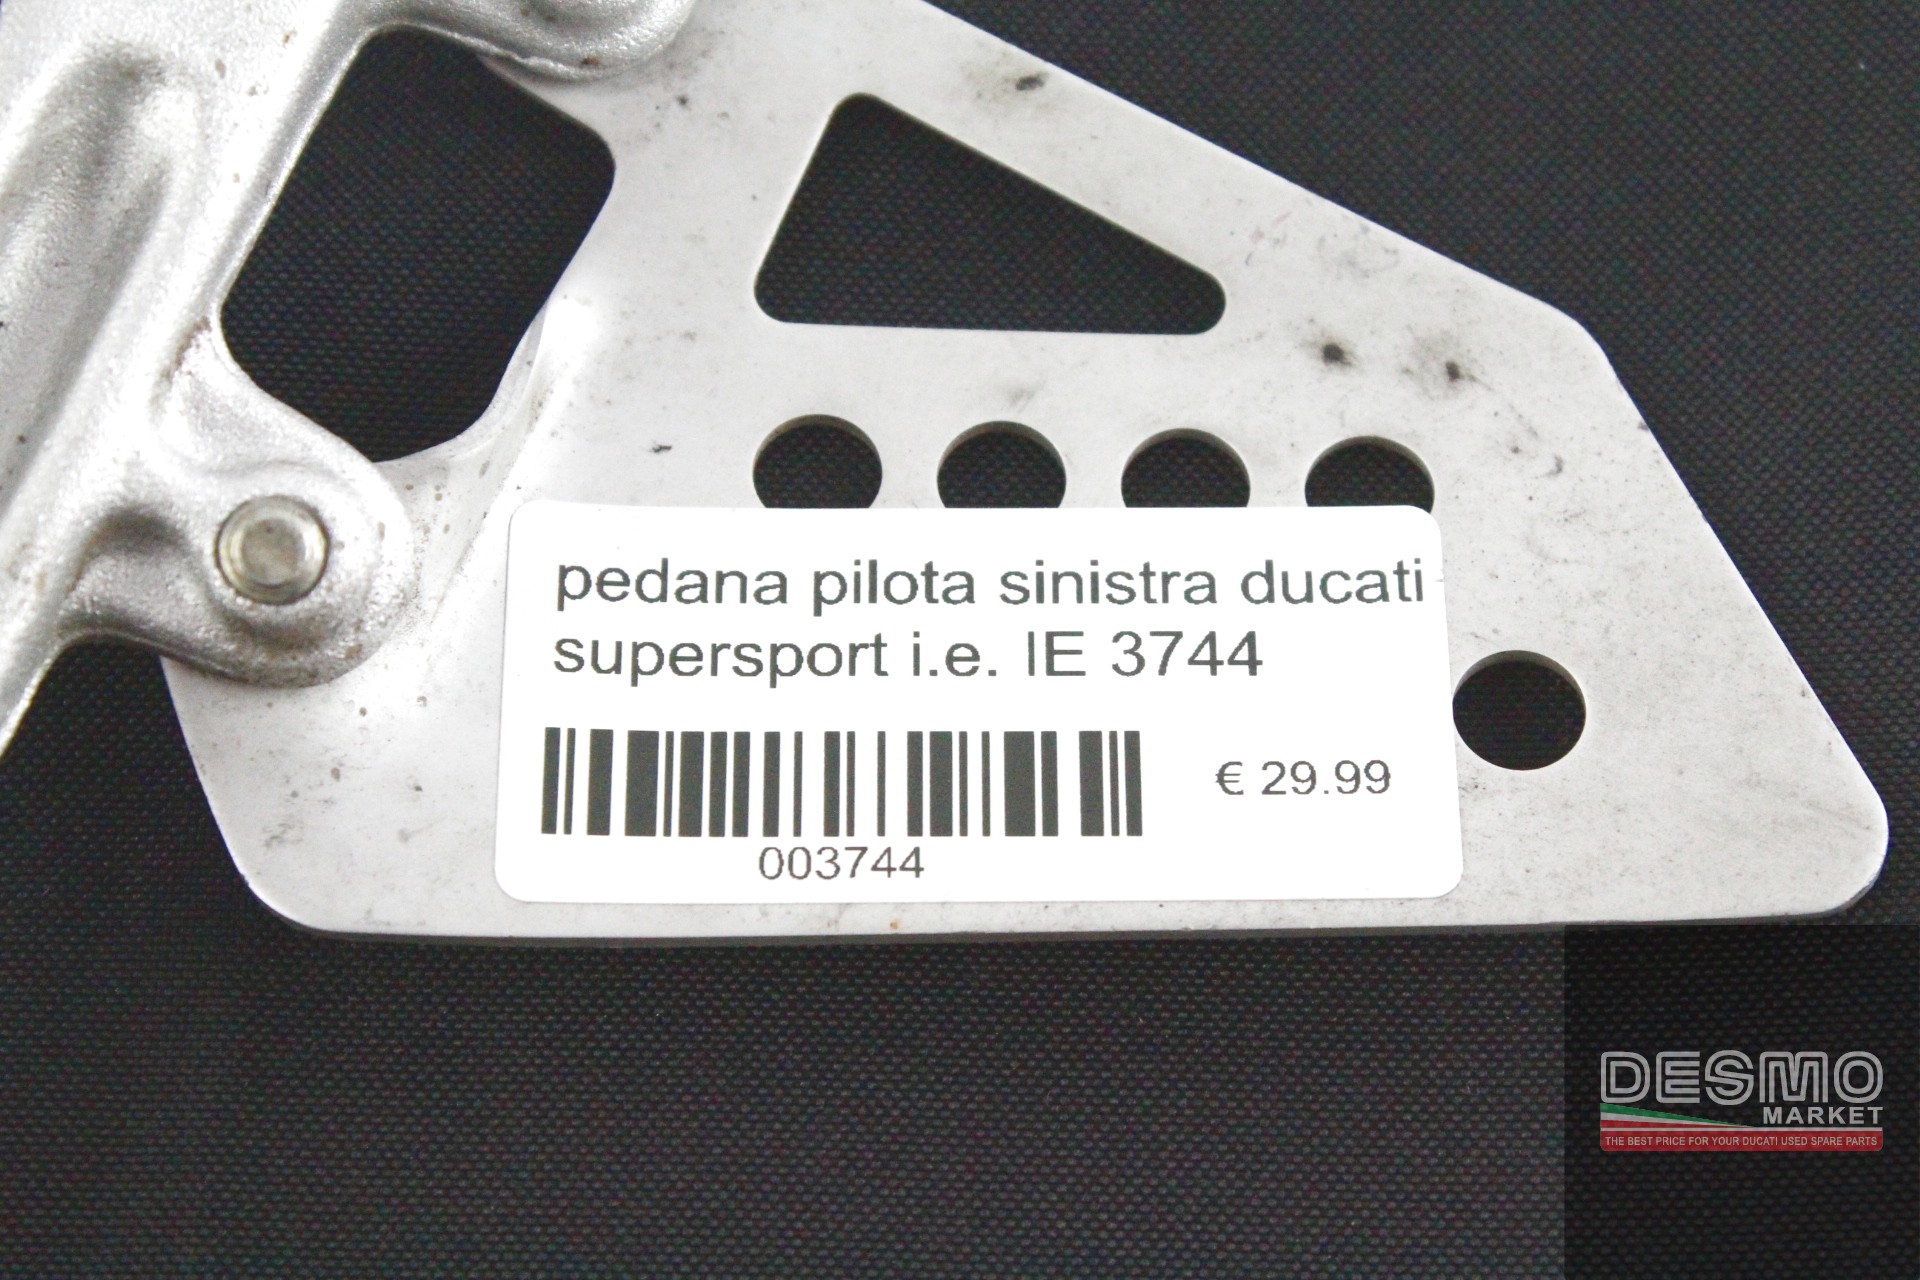 pedana pilota sinistra ducati
supersport i.e. IE 3744
€ 29.99
003744
DESMO
MARKET
THE BEST PRICE FOR YOUR DUCATI USED SPARE PARTS